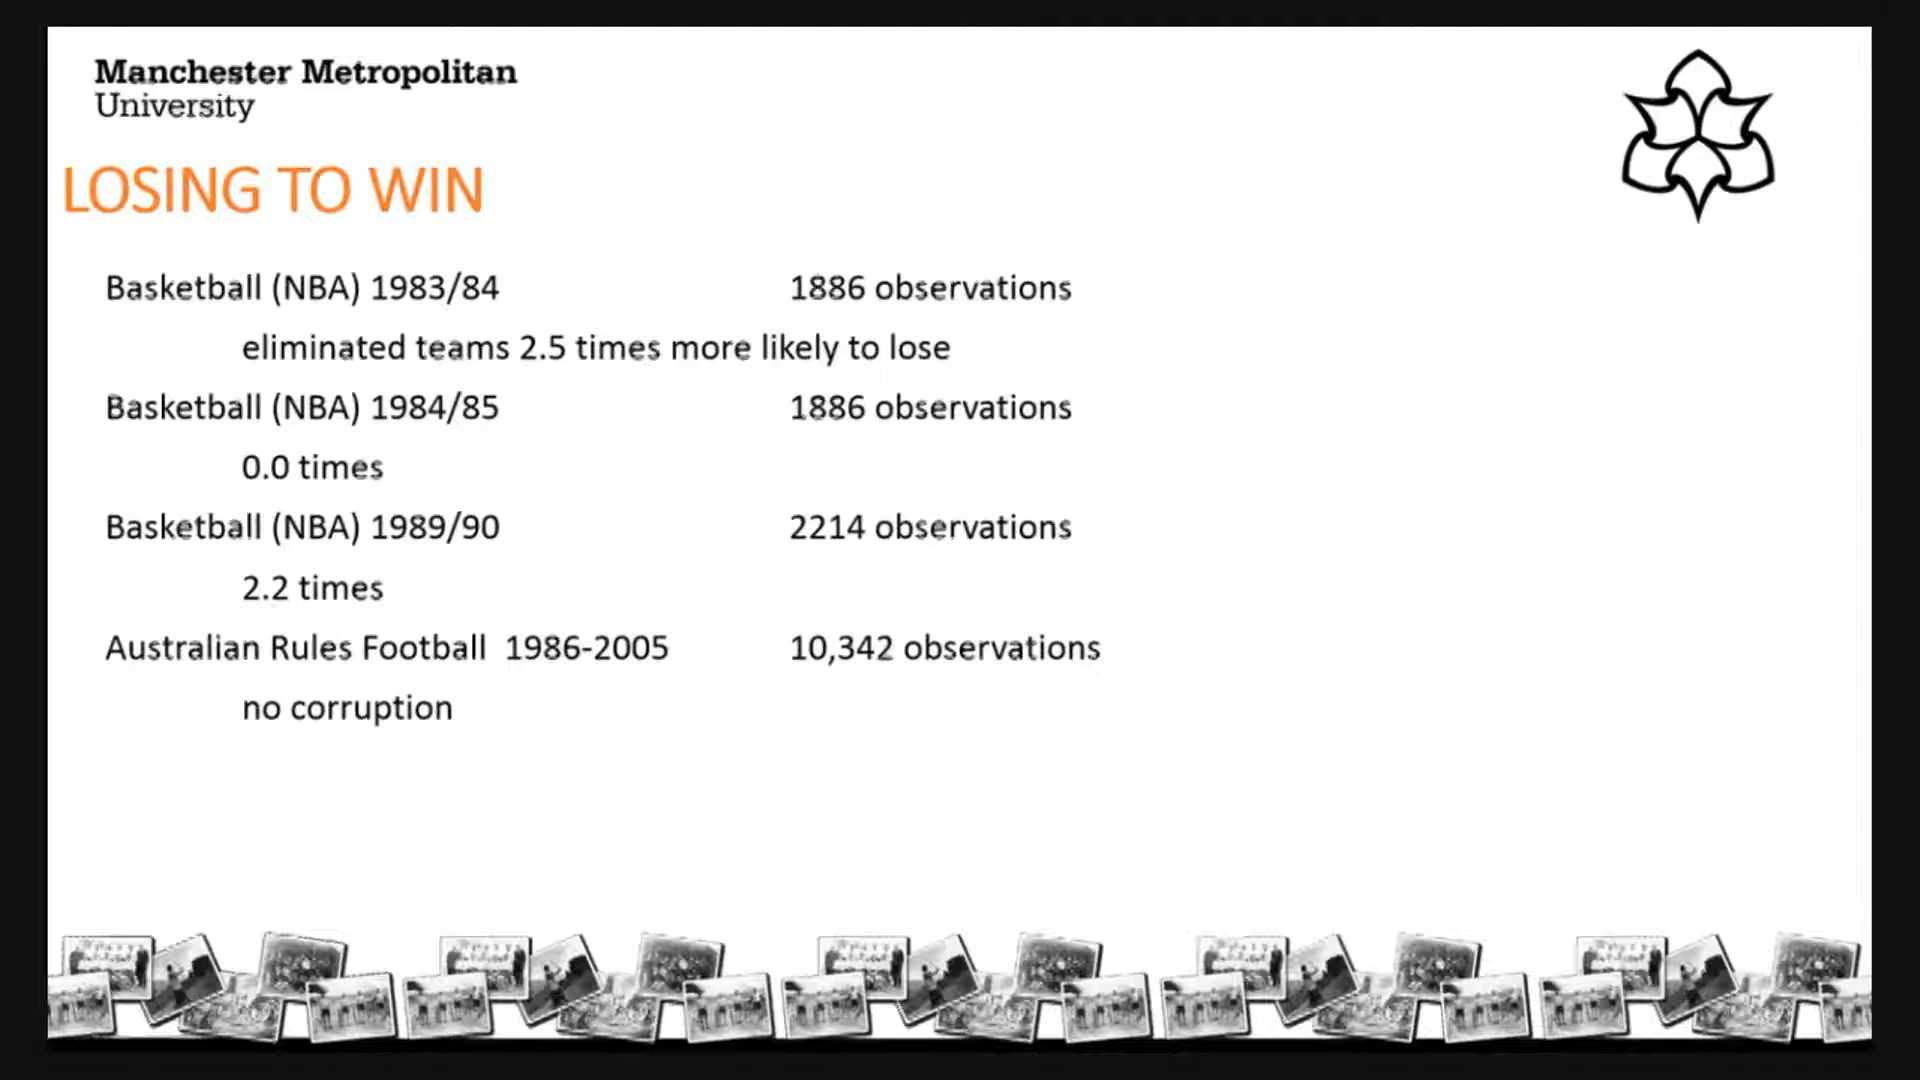 Manchester Metropolitan
University
LOSING TO WIN
Basketball (NBA) 1983/84 1886 observations
eliminated teams 2.5 times more likely to lose
Basketball (NBA) 1984/85 1886 observations
0.0 times
Basketball (NBA) 1989/90 2214 observations
2.2 times
Australian Rules Football 1986-2005 10,342 observations
no corruption